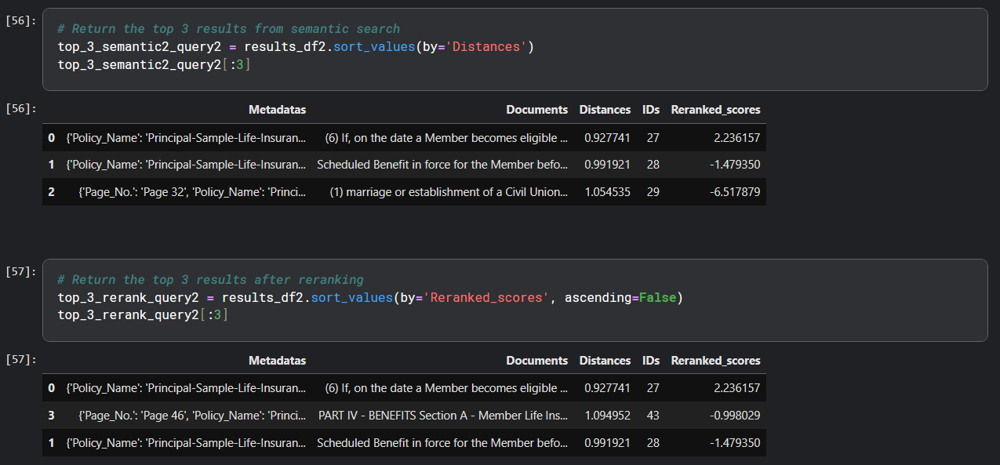 [56]:
# Return the top 3 results from semantic search
top_3_semantic2_query2 = results_df2.sort_values(by='Distances')
top_3_semantic2_query2[:3]
[56]:
Metadatas Documents Distances IDs Reranked_scores
0 {'Policy_Name': 'Principal-Sample-Life-Insuran... (6) If, on the date a Member becomes eligible ... 0.927741 27 2.236157
1 {'Policy_Name': 'Principal-Sample-Life-Insuran... Scheduled Benefit in force for the Member befo... 0.991921 28 -1.479350
2 {'Page_No.': 'Page 32', 'Policy_Name': 'Princi... (1) marriage or establishment of a Civil Union... 1.054535 29 -6.517879
[57]:
# Return the top 3 results after reranking
top_3_rerank_query2 = results_df2.sort_values(by='Reranked_scores', ascending=False)
top_3_rerank_query2[:3]
[57]:
Metadatas Documents Distances IDs Reranked_scores
0 {'Policy_Name': 'Principal-Sample-Life-Insuran... (6) If, on the date a Member becomes eligible ... 0.927741 27 2.236157
3 {'Page_No.': 'Page 46', 'Policy_Name': 'Princi... PART IV - BENEFITS Section A - Member Life Ins... 1.094952 43 -0.998029
1 {'Policy_Name': 'Principal-Sample-Life-Insuran... Scheduled Benefit in force for the Member befo... 0.991921 28 -1.479350